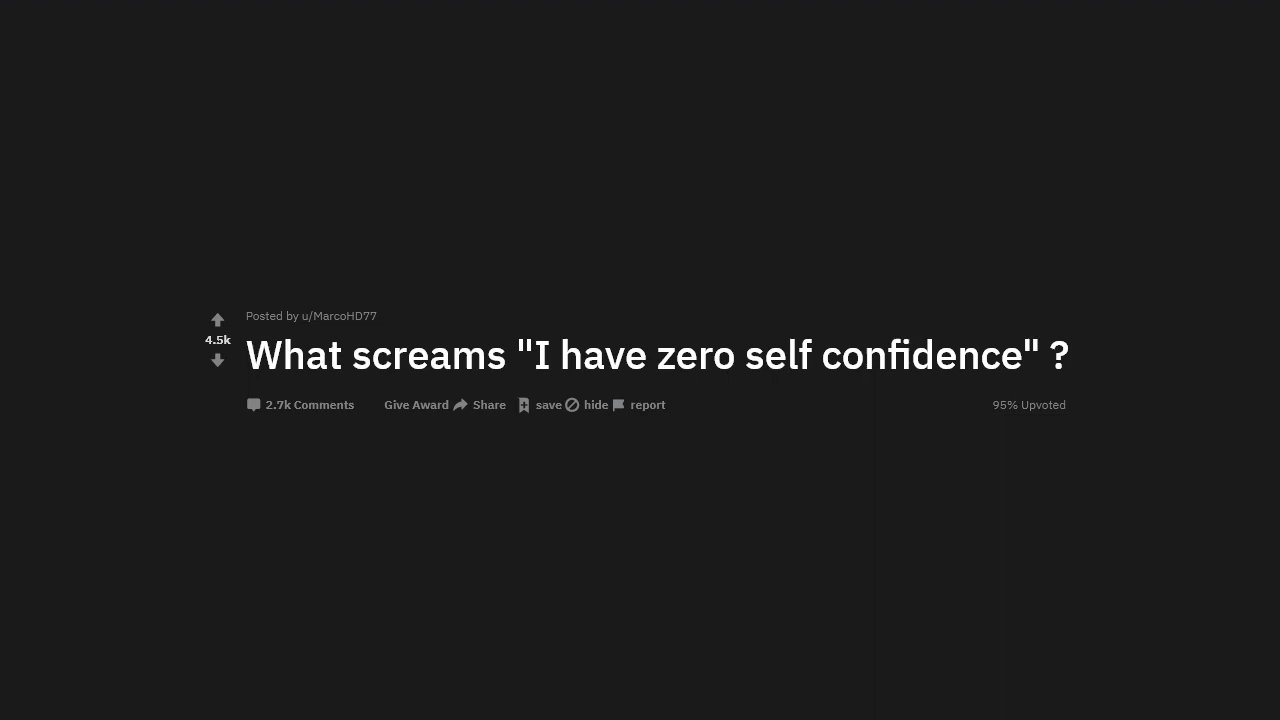 Posted by u/MarcoHD77
4.5k
What screams "I have zero self confidence" ?
2.7k Comments Give Award Share save hide report 95% Upvoted